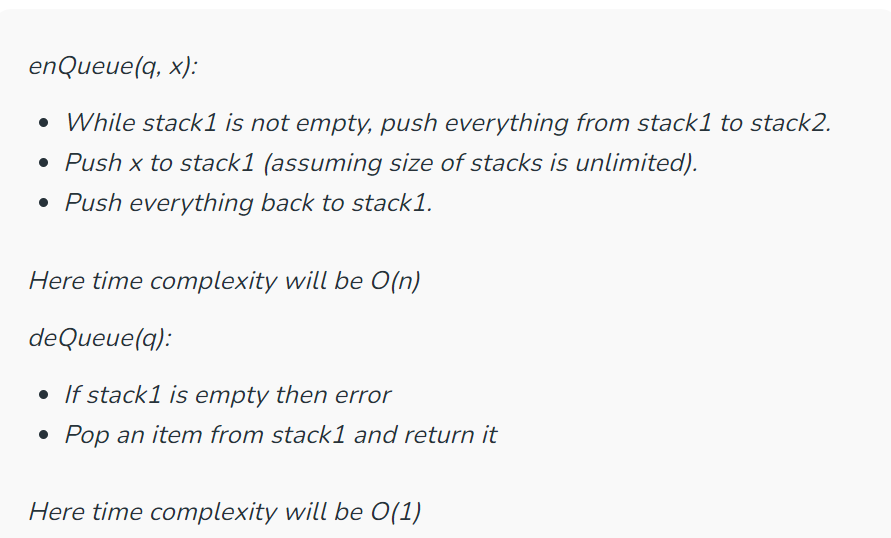 enQueue(q, x):
• While stack1 is not empty, push everything from stack1 to stack2.
• Push x to stack1 (assuming size of stacks is unlimited).
• Push everything back to stack1.
Here time complexity will be O(n)
deQueue(q):
• If stack1 is empty then error
• Pop an item from stack1 and return it
Here time complexity will be O(1)